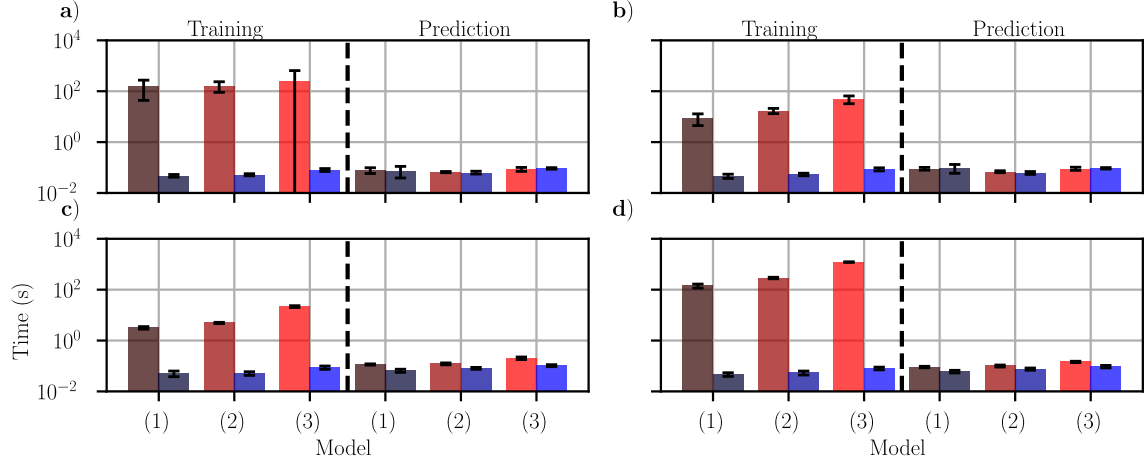 a) b)
Training Prediction Training Prediction
10^4
10^2
10^0
10^−2
c) d)
10^4
10^2
10^0
10^−2
Time (s)
(1) (2) (3) (1) (2) (3) (1) (2) (3) (1) (2) (3)
Model Model